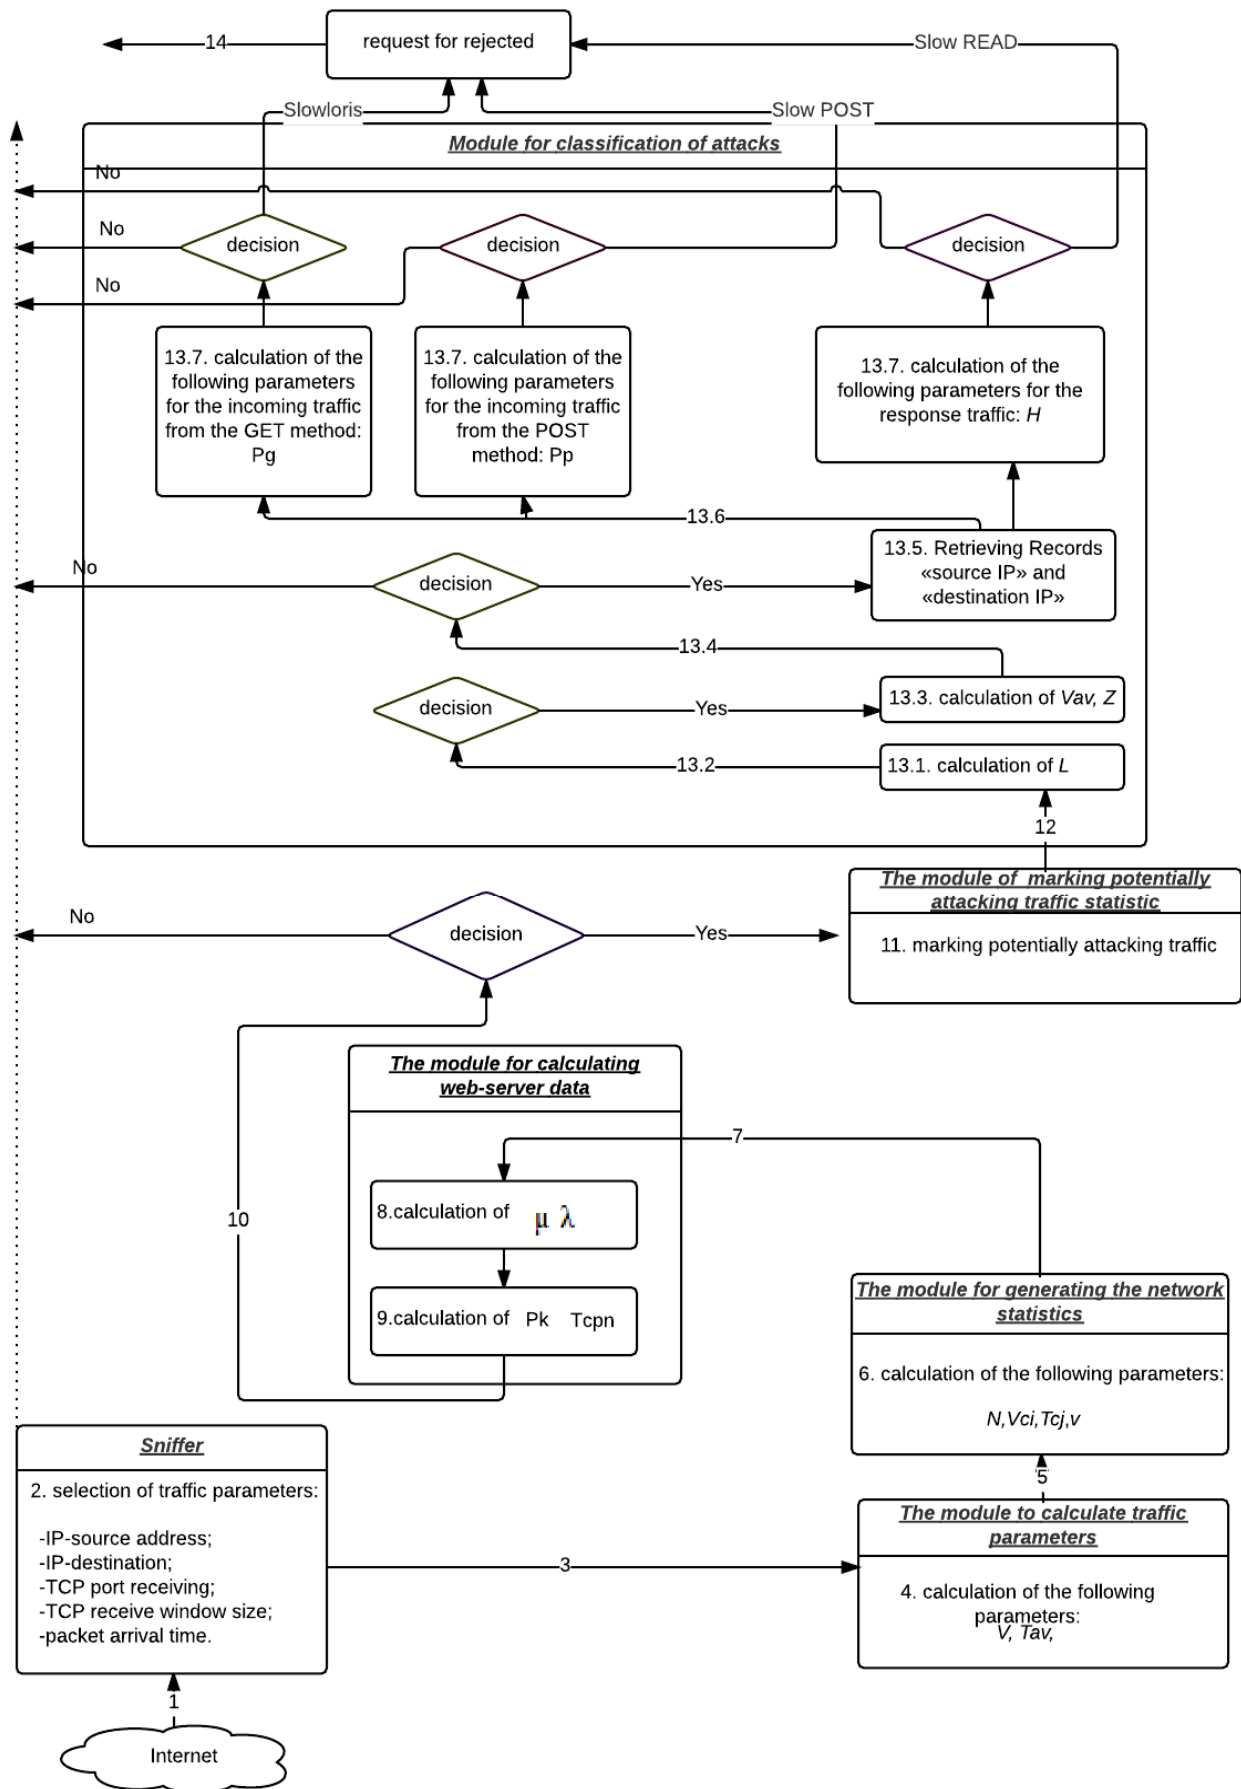 14
request for rejected
Slow READ
Slowloris
Slow POST
Module for classification of attacks
No
No
decision
decision
decision
No
13.7. calculation of the
following parameters
for the incoming traffic
from the GET method:
Pg
13.7. calculation of the
following parameters
for the incoming traffic
from the POST
method: Pp
13.7. calculation of the
following parameters for the
response traffic: H
13.6
13.5. Retrieving Records
«source IP» and
«destination IP»
No
decision
Yes
13.4
decision
Yes
13.3. calculation of Vav, Z
13.2
13.1. calculation of L
12
The module of marking potentially
attacking traffic statistic
11. marking potentially attacking traffic
No
decision
Yes
The module for calculating
web-server data
7
8.calculation of μ λ
10
9.calculation of Pk Tcpn
The module for generating the network
statistics
6. calculation of the following parameters:
N,Vci,Tcj,v
Sniffer
2. selection of traffic parameters:
-IP-source address;
-IP-destination;
-TCP port receiving;
-TCP receive window size;
-packet arrival time.
5
The module to calculate traffic
parameters
3
4. calculation of the following
parameters:
V, Tav,
1
Internet